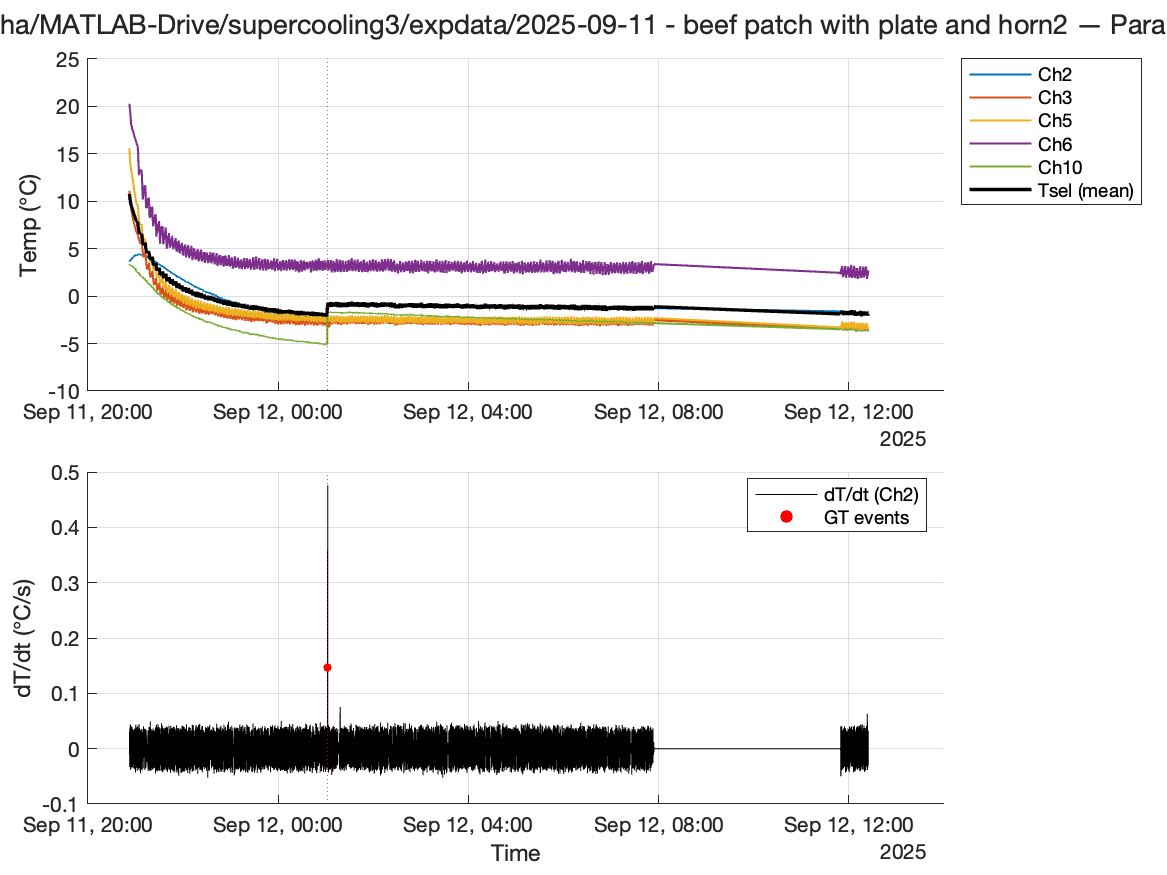 ha/MATLAB-Drive/supercooling3/expdata/2025-09-11 - beef patch with plate and horn2 — Para
25
20
15
10
5
0
-5
-10
Temp (°C)
Sep 11, 20:00
Sep 12, 00:00
Sep 12, 04:00
Sep 12, 08:00
Sep 12, 12:00
2025
Ch2
Ch3
Ch5
Ch6
Ch10
Tsel (mean)
0.5
0.4
0.3
0.2
0.1
0
-0.1
dT/dt (°C/s)
dT/dt (Ch2)
GT events
Sep 11, 20:00
Sep 12, 00:00
Sep 12, 04:00
Sep 12, 08:00
Sep 12, 12:00
Time
2025